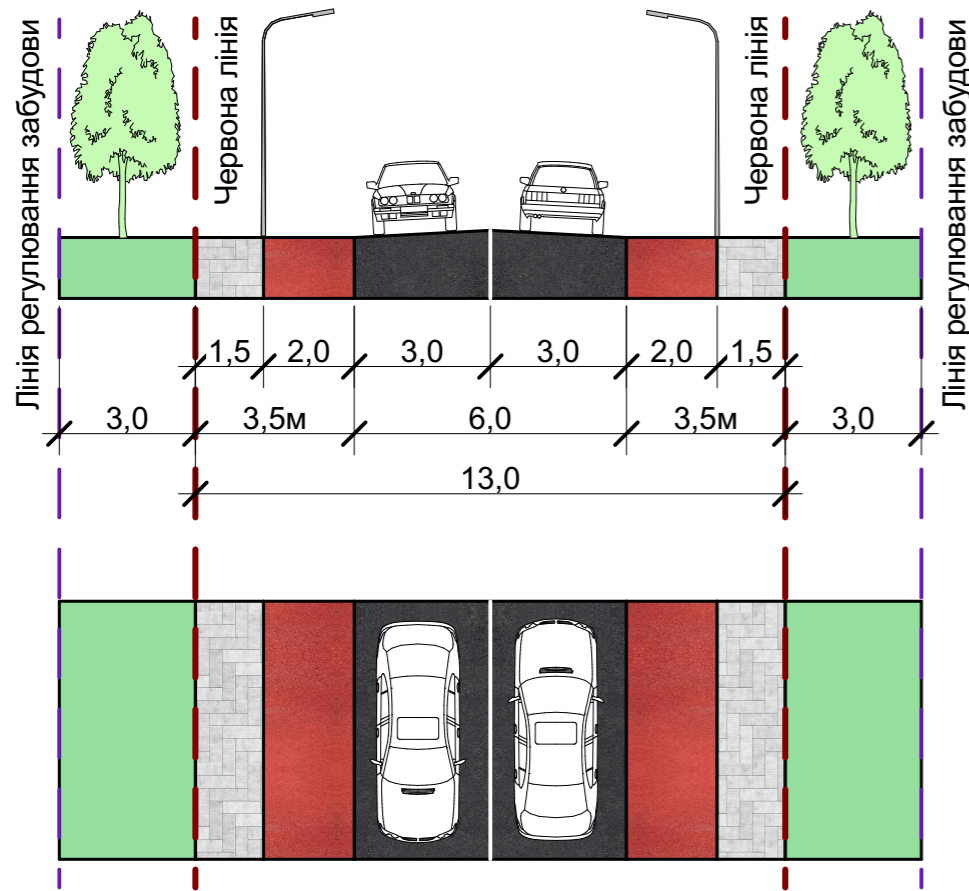 Лінія регулювання забудови
Червона лінія
Червона лінія
Лінія регулювання забудови
1,5 2,0 3,0 3,0 2,0 1,5
3,0 3,5м 6,0 3,5м 3,0
13,0